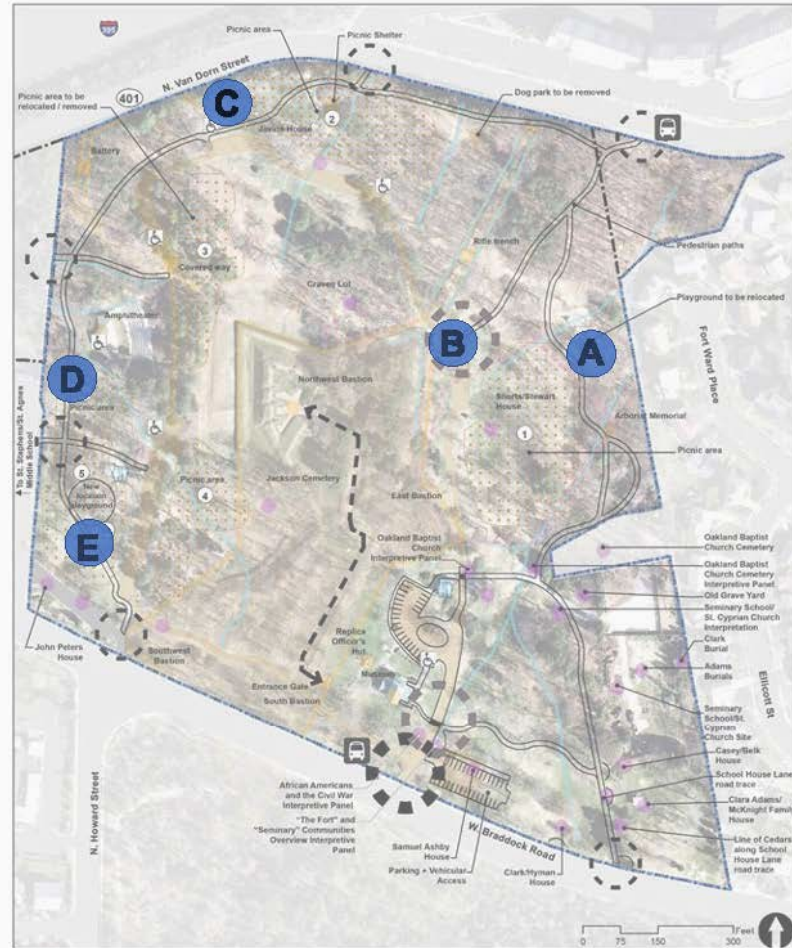 395
Picnic area
Picnic Shelter
N. Van Dorn Street
Picnic area to be
relocated / removed
401
C
Dog park to be removed
2
Javins House
Battery
Rifle trench
Pedestrian paths
3
Covered way
Craven Lot
Playground to be relocated
Amphitheater
B
A
Fort Ward Place
D
Northwest Bastion
Shorts/Stewart
House
Picnic area
Arborist Memorial
1
To St. Stephens/St. Agnes
Middle School
5
New
location
playground
Picnic area
4
Jackson Cemetery
Picnic area
East Bastion
E
Oakland Baptist
Church
Interpretive Panel
Oakland Baptist
Church Cemetery
Oakland Baptist
Church Cemetery
Interpretive Panel
Old Grave Yard
Seminary School/
St. Cyprian Church
Interpretation
Clark
Burial
Adams
Burials
Ellicott St
John Peters
House
Southwest
Bastion
Replica
Officer's
Hut
Museum
Entrance Gate
South Bastion
Seminary
School/St.
Cyprian
Church Site
Casey/Belk
House
School House Lane
road trace
Clara Adams/
McKnight Family
House
Line of Cedars
along School
House Lane
road trace
N. Howard Street
African Americans
and the Civil War
Interpretive Panel
"The Fort" and
"Seminary" Communities
Overview Interpretive
Panel
Samuel Ashby
House
Parking + Vehicular
Access
W. Braddock Road
Clark/Hyman
House
Feet
0 75 150 300